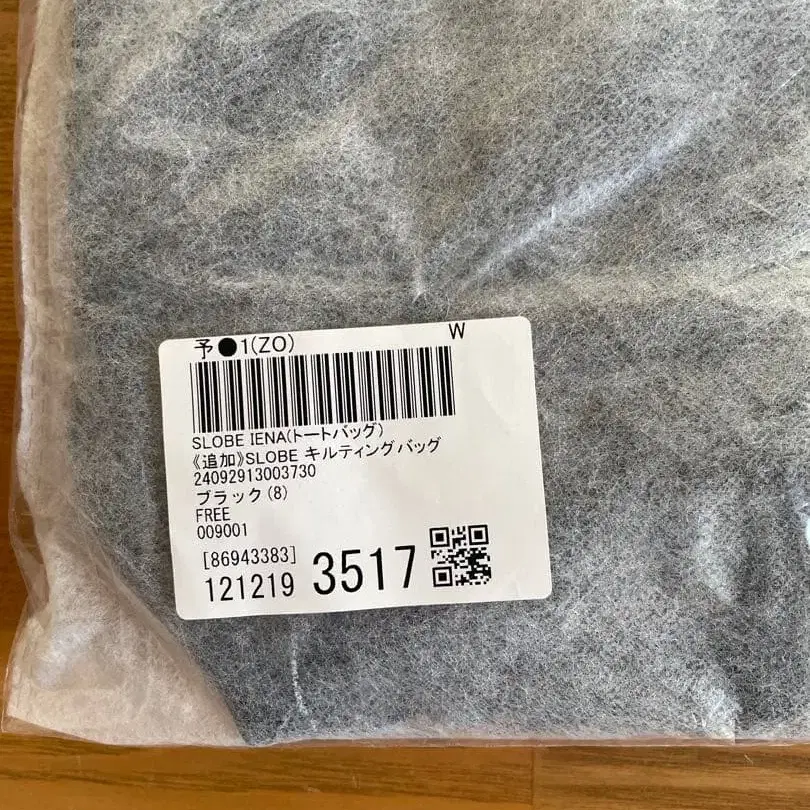 予●1(ZO) W
SLOBE IENA(トートバッグ)
《追加》SLOBE キルティングバッグ
24092913003730
ブラック(8)
FREE
009001
[86943383]
121219 3517